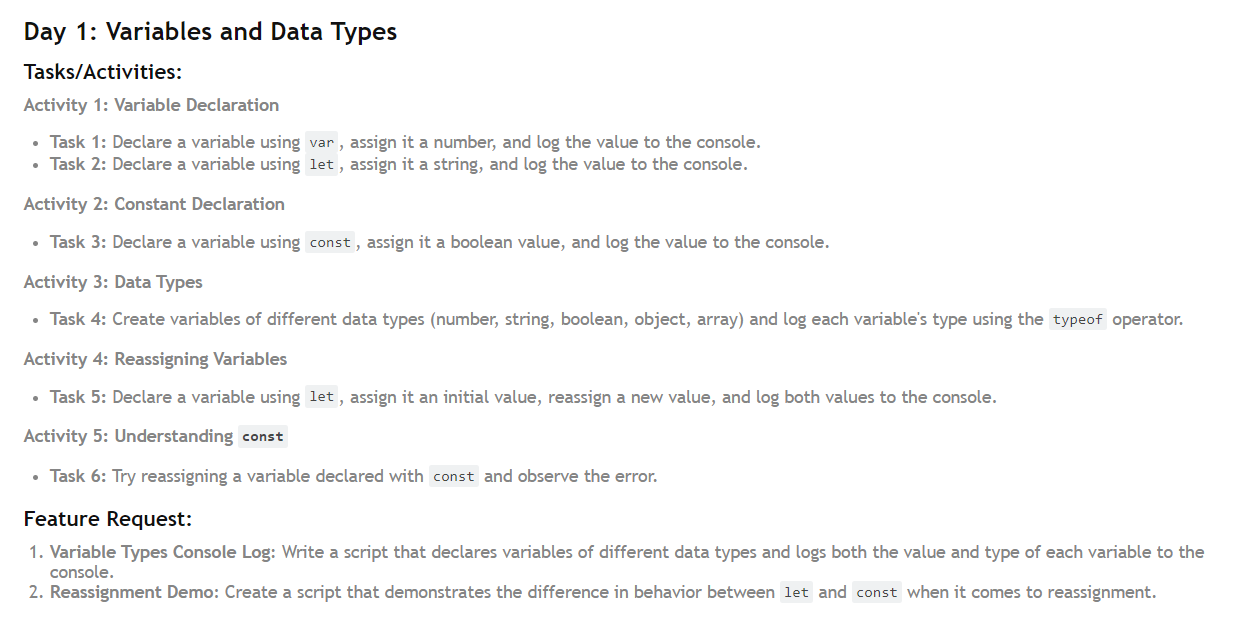 Day 1: Variables and Data Types
Tasks/Activities:
Activity 1: Variable Declaration
• Task 1: Declare a variable using var, assign it a number, and log the value to the console.
• Task 2: Declare a variable using let, assign it a string, and log the value to the console.
Activity 2: Constant Declaration
• Task 3: Declare a variable using const, assign it a boolean value, and log the value to the console.
Activity 3: Data Types
• Task 4: Create variables of different data types (number, string, boolean, object, array) and log each variable's type using the typeof operator.
Activity 4: Reassigning Variables
• Task 5: Declare a variable using let, assign it an initial value, reassign a new value, and log both values to the console.
Activity 5: Understanding const
• Task 6: Try reassigning a variable declared with const and observe the error.
Feature Request:
1. Variable Types Console Log: Write a script that declares variables of different data types and logs both the value and type of each variable to the
console.
2. Reassignment Demo: Create a script that demonstrates the difference in behavior between let and const when it comes to reassignment.